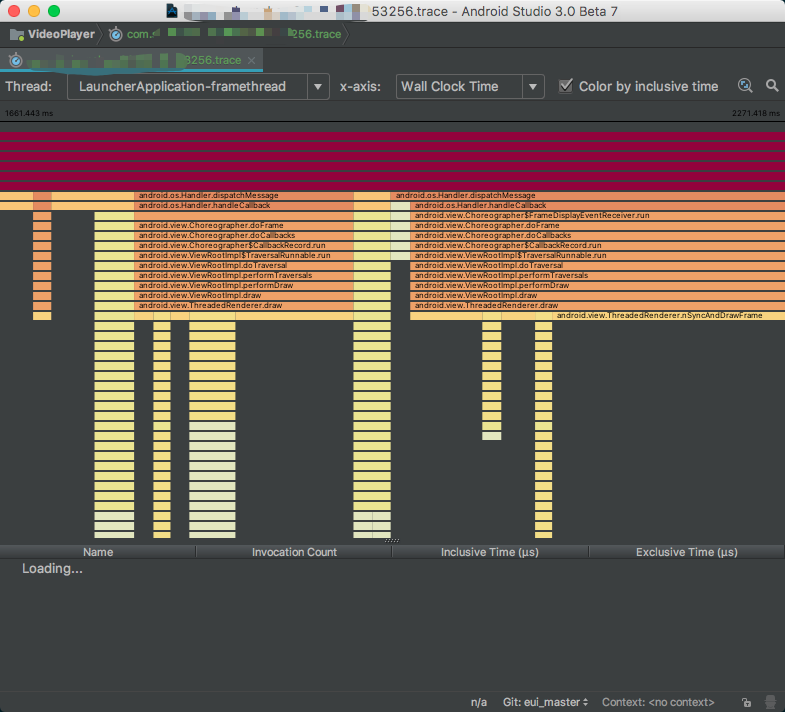 53256.trace - Android Studio 3.0 Beta 7
VideoPlayer com. 256.trace
3256.trace
Thread: LauncherApplication-framethread x-axis: Wall Clock Time Color by inclusive time
1661.443 ms 2271.418 ms
android.os.Handler.dispatchMessage android.os.Handler.dispatchMessage
android.os.Handler.handleCallback android.os.Handler.handleCallback
android.view.Choreographer$FrameDisplayEventReceiver.run
android.view.Choreographer.doFrame android.view.Choreographer.doFrame
android.view.Choreographer.doCallbacks android.view.Choreographer.doCallbacks
android.view.Choreographer$CallbackRecord.run android.view.Choreographer$CallbackRecord.run
android.view.ViewRootImpl$TraversalRunnable.run android.view.ViewRootImpl$TraversalRunnable.run
android.view.ViewRootImpl.doTraversal android.view.ViewRootImpl.doTraversal
android.view.ViewRootImpl.performTraversals android.view.ViewRootImpl.performTraversals
android.view.ViewRootImpl.performDraw android.view.ViewRootImpl.performDraw
android.view.ViewRootImpl.draw android.view.ViewRootImpl.draw
android.view.ThreadedRenderer.draw android.view.ThreadedRenderer.draw
android.view.ThreadedRenderer.nSyncAndDrawFrame
Name Invocation Count Inclusive Time (µs) Exclusive Time (µs)
Loading...
n/a Git: eui_master Context: <no context>